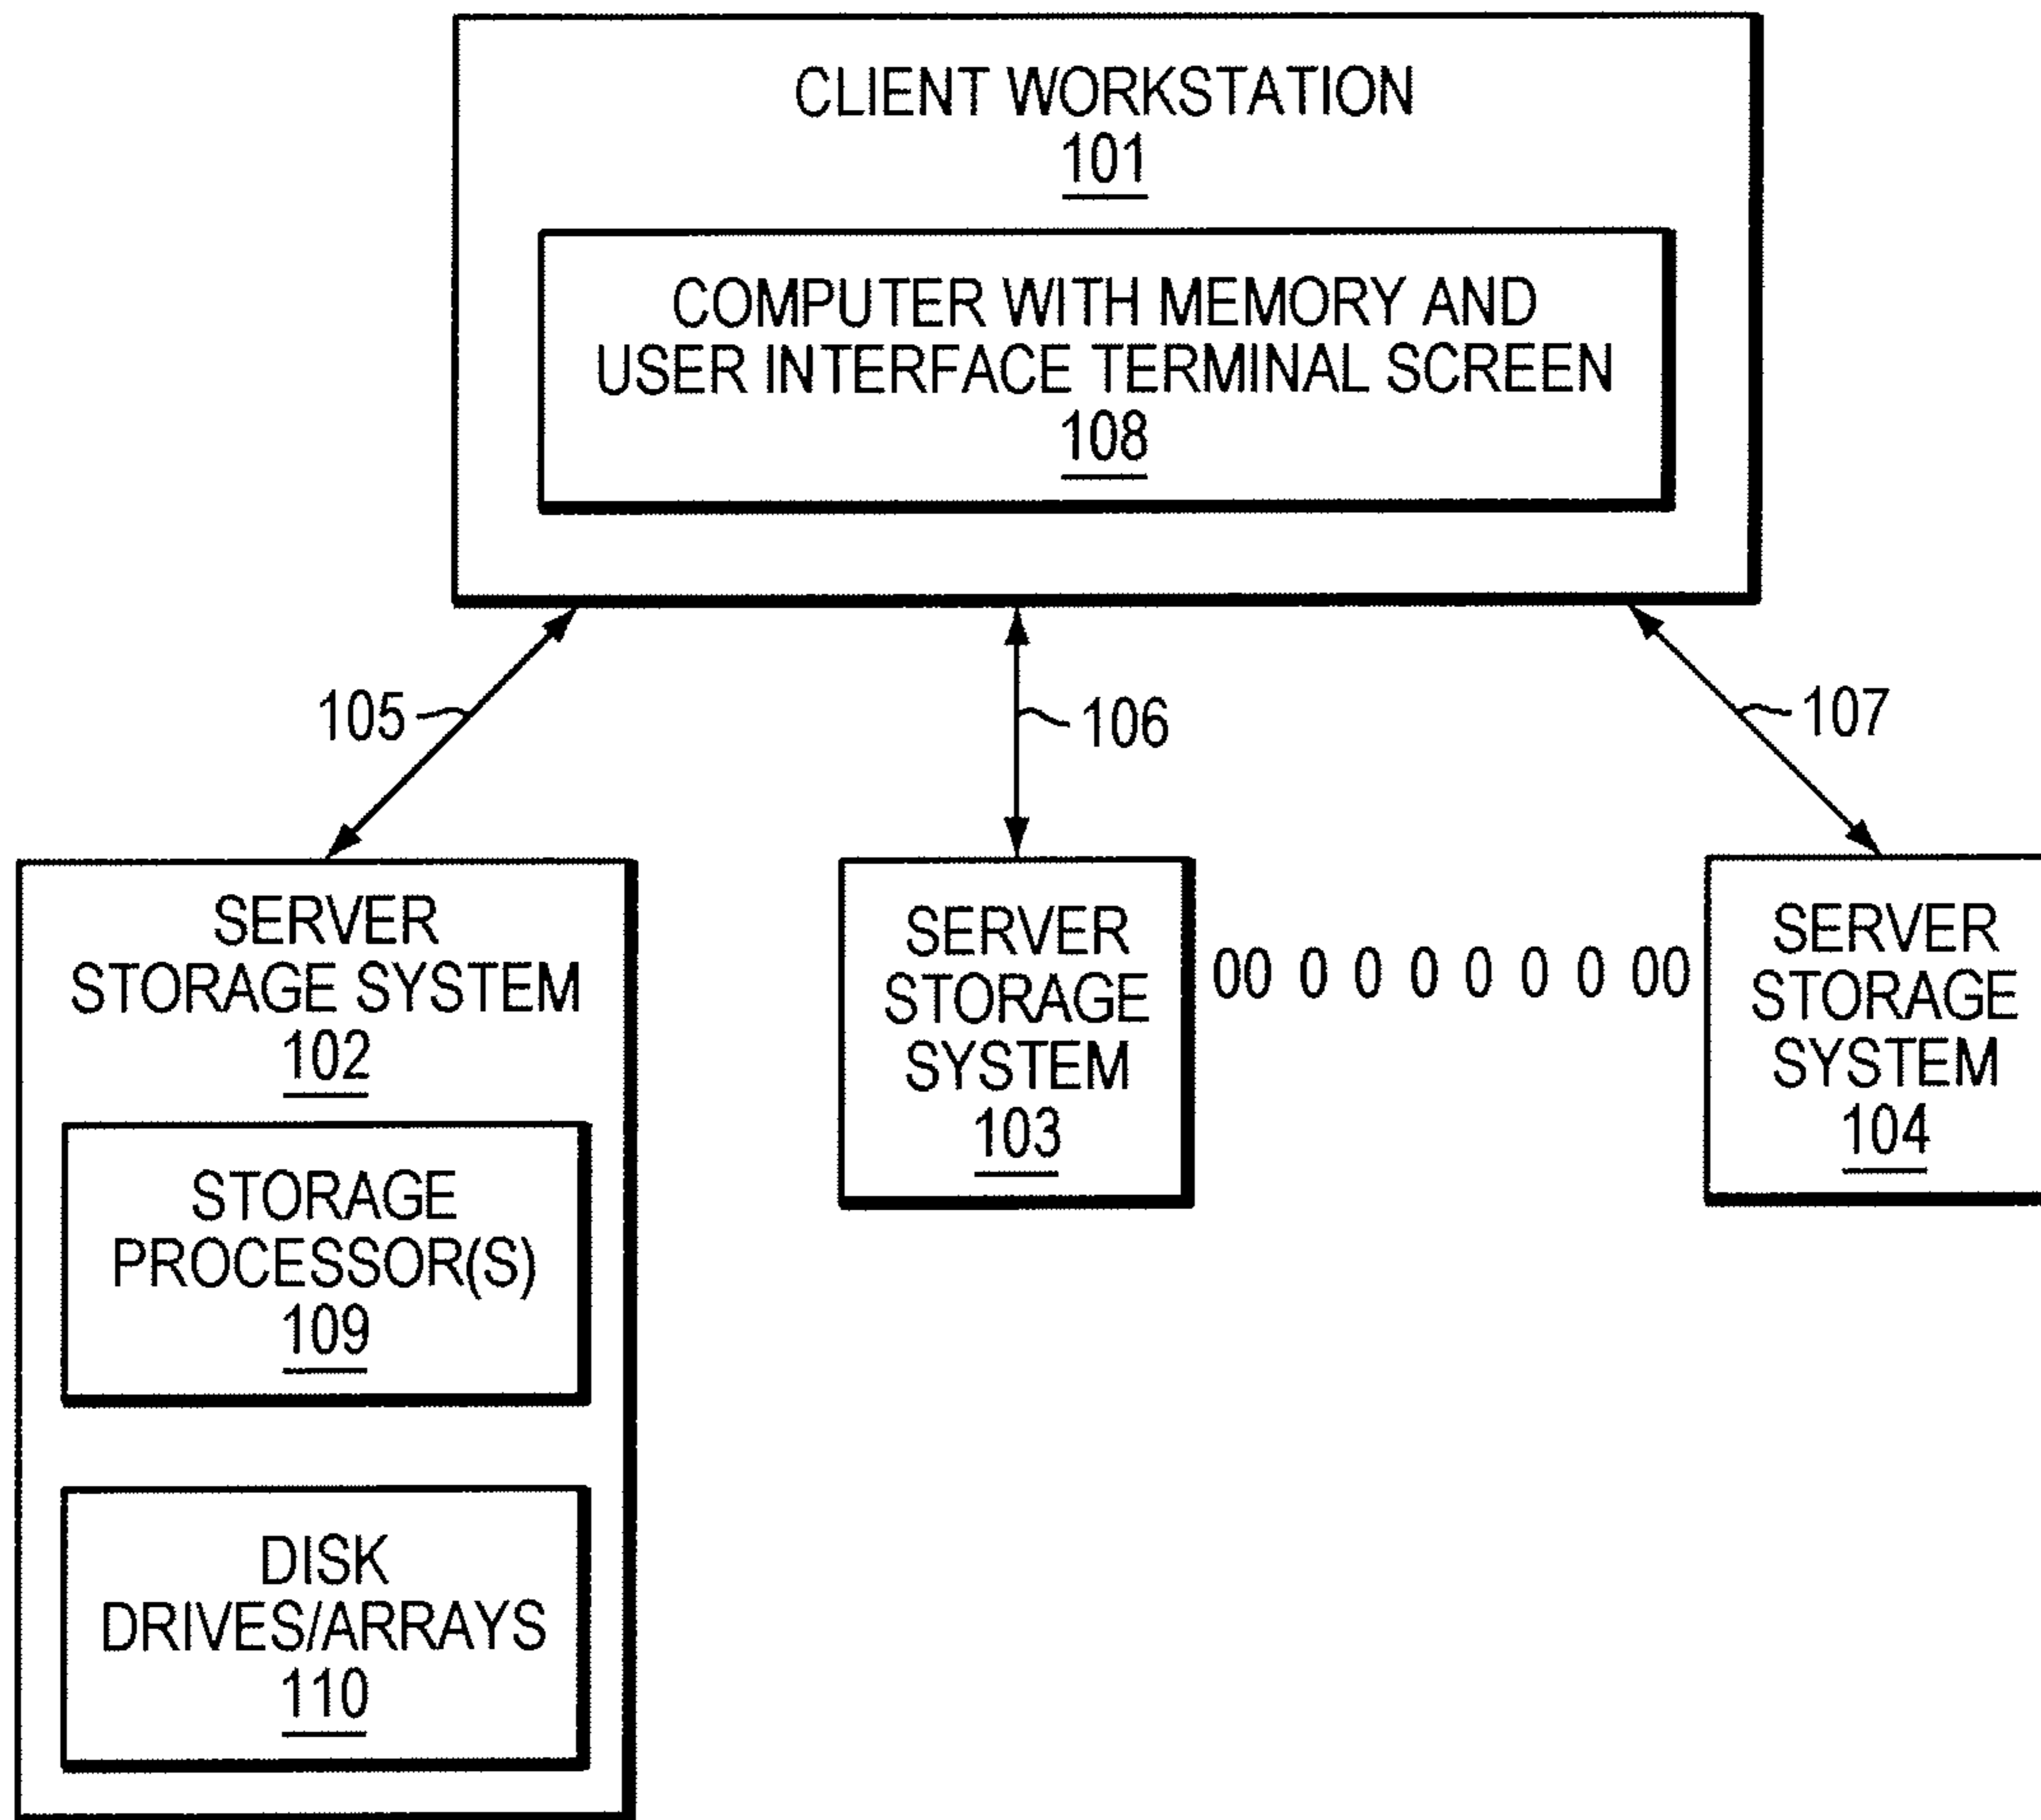 CLIENT WORKSTATION
101
COMPUTER WITH MEMORY AND
USER INTERFACE TERMINAL SCREEN
108
105
106
107
SERVER
STORAGE SYSTEM
102
STORAGE
PROCESSOR(S)
109
DISK
DRIVES/ARRAYS
110
SERVER
STORAGE
SYSTEM
103
00 0 0 0 0 0 0 00
SERVER
STORAGE
SYSTEM
104